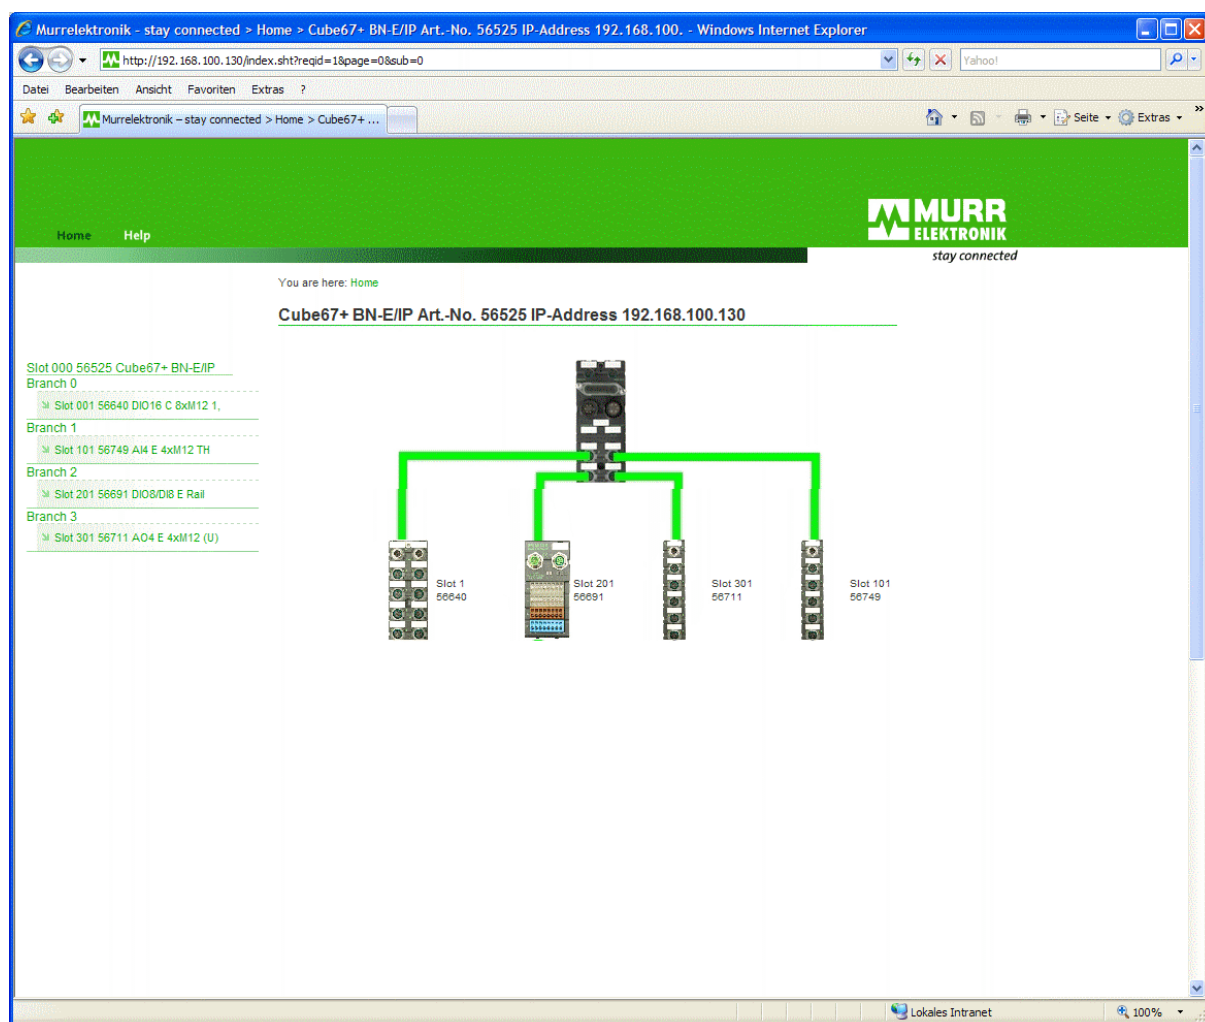 Murrelektronik - stay connected > Home > Cube67+ BN-E/IP Art.-No. 56525 IP-Address 192.168.100. - Windows Internet Explorer
http://192.168.100.130/index.sht?reqid=1&page=0&sub=0
Yahoo!
Datei Bearbeiten Ansicht Favoriten Extras ?
Murrelektronik – stay connected > Home > Cube67+ ...
Seite
Extras
»
MURR
ELEKTRONIK
stay connected
Home Help
You are here: Home
Cube67+ BN-E/IP Art.-No. 56525 IP-Address 192.168.100.130
Slot 000 56525 Cube67+ BN-E/IP
Branch 0
Slot 001 56640 DIO16 C 8xM12 1,
Branch 1
Slot 101 56749 AI4 E 4xM12 TH
Branch 2
Slot 201 56691 DIO8/DI8 E Rail
Branch 3
Slot 301 56711 AO4 E 4xM12 (U)
Slot 1
56640
Slot 201
56691
Slot 301
56711
Slot 101
56749
Lokales Intranet
100%